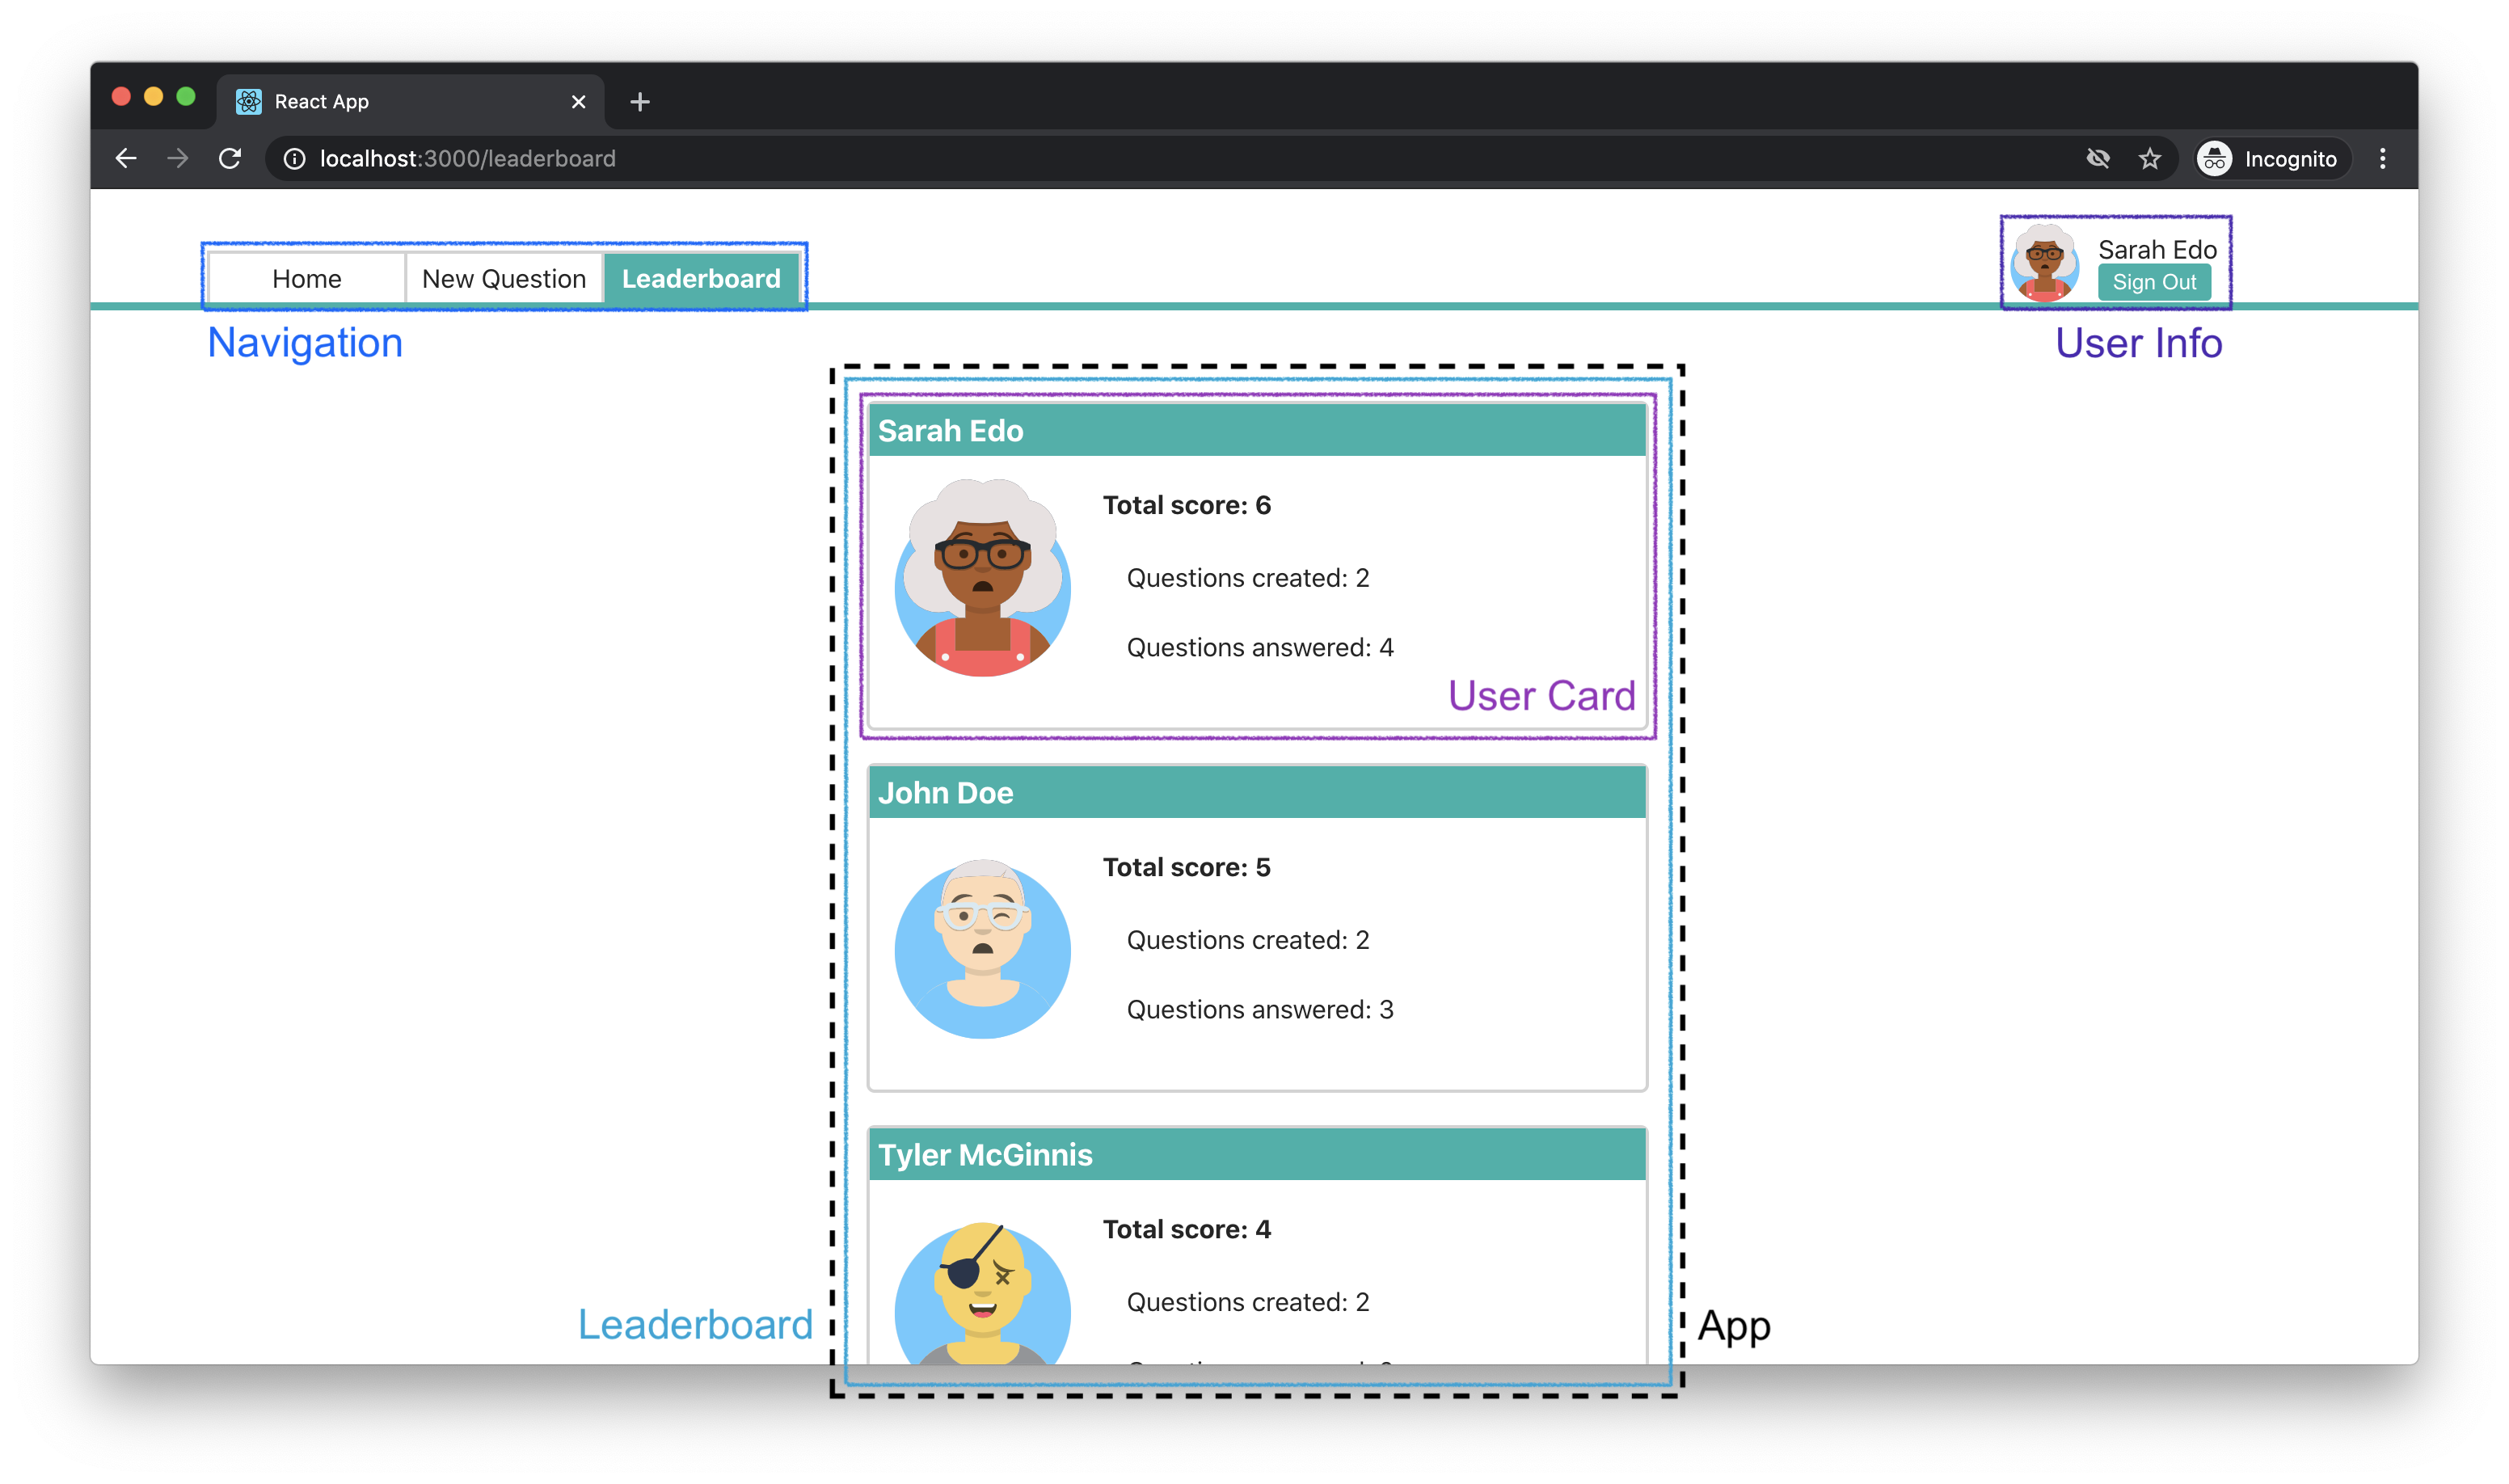 React App
localhost:3000/leaderboard
Incognito
Home
New Question
Leaderboard
Sarah Edo
Sign Out
Navigation
User Info
Sarah Edo
Total score: 6
Questions created: 2
Questions answered: 4
User Card
John Doe
Total score: 5
Questions created: 2
Questions answered: 3
Tyler McGinnis
Total score: 4
Questions created: 2
Leaderboard
App